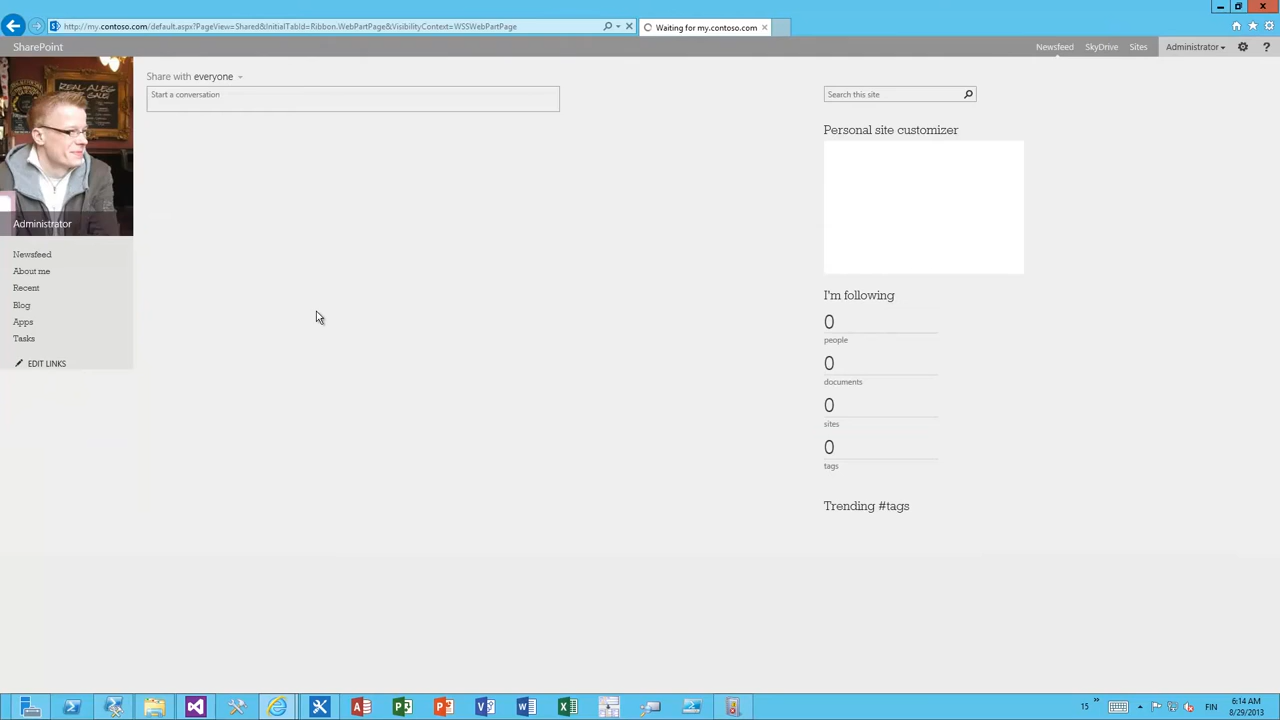 http://my.contoso.com/default.aspx?PageView=Shared&InitialTabId=Ribbon.WebPartPage&VisibilityContext=WSSWebPartPage
Waiting for my.contoso.com
SharePoint
Newsfeed
SkyDrive
Sites
Administrator
?
REAL ALES
Share with everyone
Start a conversation
Search this site
Personal site customizer
Administrator
Newsfeed
About me
Recent
Blog
Apps
Tasks
EDIT LINKS
I'm following
0
people
0
documents
0
sites
0
tags
Trending #tags
15
FIN
6:14 AM
8/29/2013